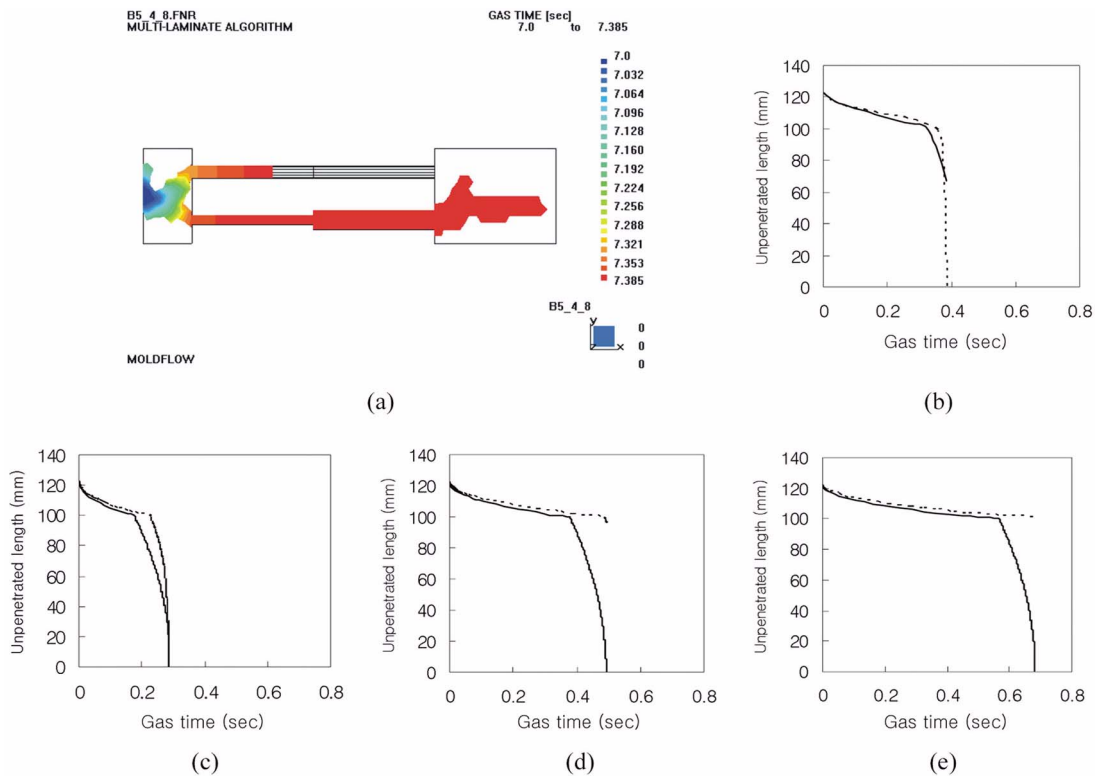 B5_4_8.FNR
MULTI-LAMINATE ALGORITHM
GAS TIME [sec]
7.0 to 7.385
7.0
7.032
7.064
7.096
7.128
7.160
7.192
7.224
7.256
7.288
7.321
7.353
7.385
B5_4_8
y
z x
0
0
0
MOLDFLOW
(a)
Unpenetrated length (mm)
140
120
100
80
60
40
20
0
0 0.2 0.4 0.6 0.8
Gas time (sec)
(b)
Unpenetrated length (mm)
140
120
100
80
60
40
20
0
0 0.2 0.4 0.6 0.8
Gas time (sec)
(c)
Unpenetrated length (mm)
140
120
100
80
60
40
20
0
0 0.2 0.4 0.6 0.8
Gas time (sec)
(d)
Unpenetrated length (mm)
140
120
100
80
60
40
20
0
0 0.2 0.4 0.6 0.8
Gas time (sec)
(e)